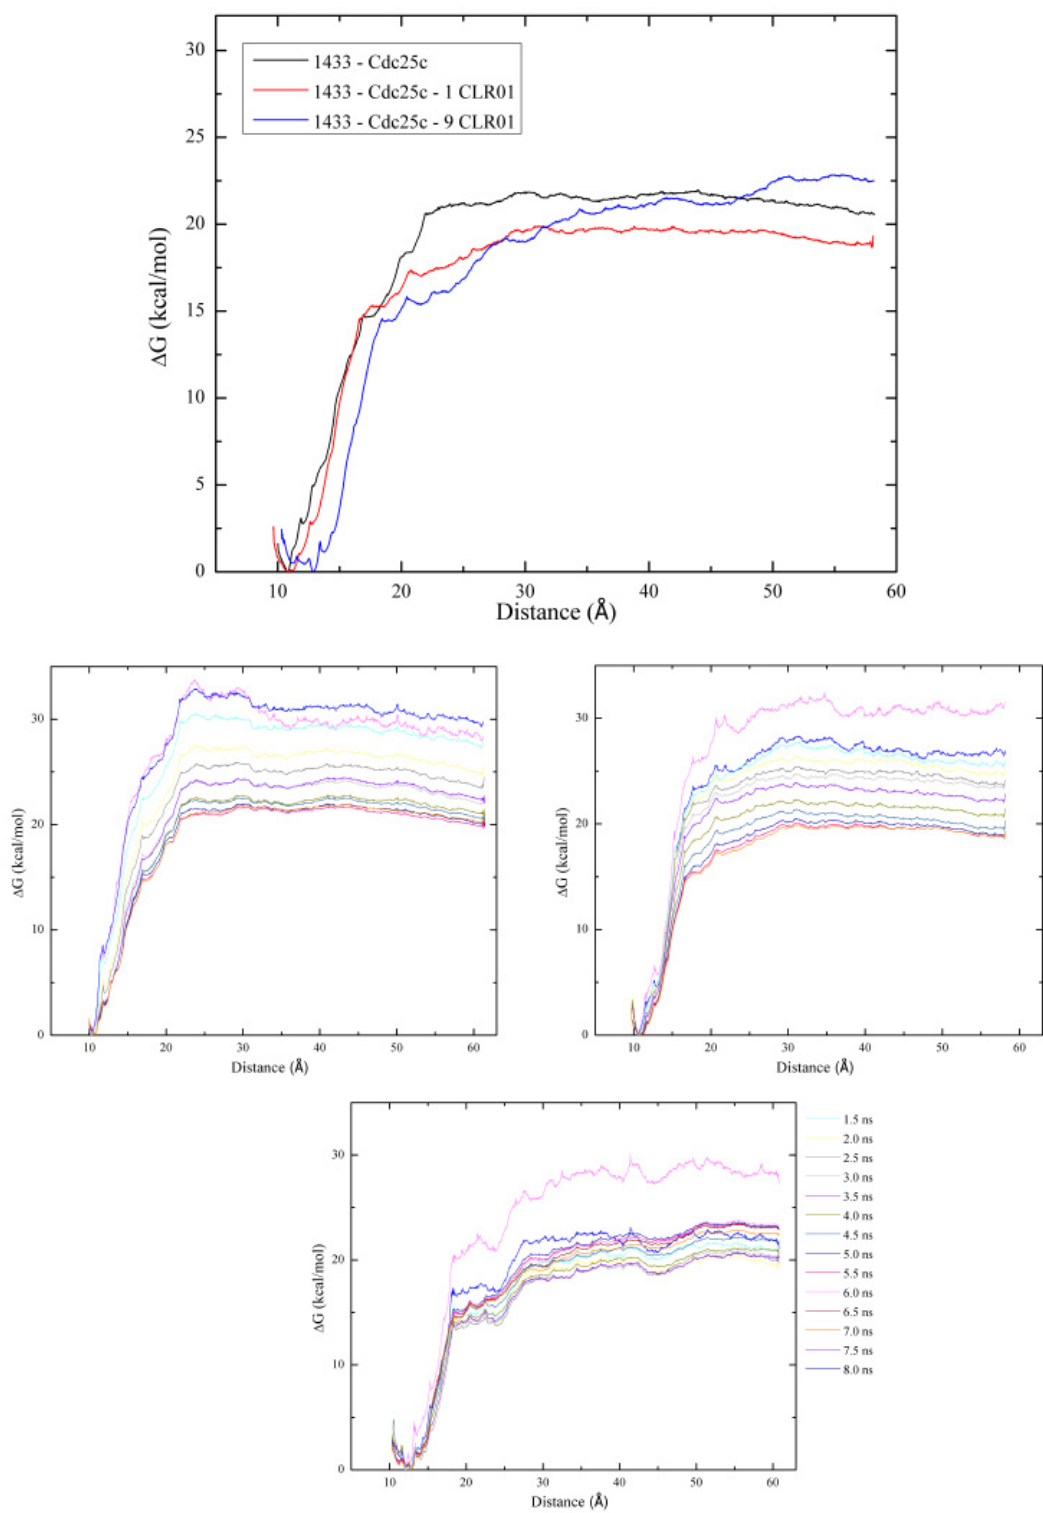 30
25
20
15
10
5
0
ΔG (kcal/mol)
1433 - Cdc25c
1433 - Cdc25c - 1 CLR01
1433 - Cdc25c - 9 CLR01
10 20 30 40 50 60
Distance (Å)
30
20
10
0
ΔG (kcal/mol)
10 20 30 40 50 60
Distance (Å)
30
20
10
0
ΔG (kcal/mol)
10 20 30 40 50 60
Distance (Å)
30
20
10
0
ΔG (kcal/mol)
10 20 30 40 50 60
Distance (Å)
1.5 ns
2.0 ns
2.5 ns
3.0 ns
3.5 ns
4.0 ns
4.5 ns
5.0 ns
5.5 ns
6.0 ns
6.5 ns
7.0 ns
7.5 ns
8.0 ns